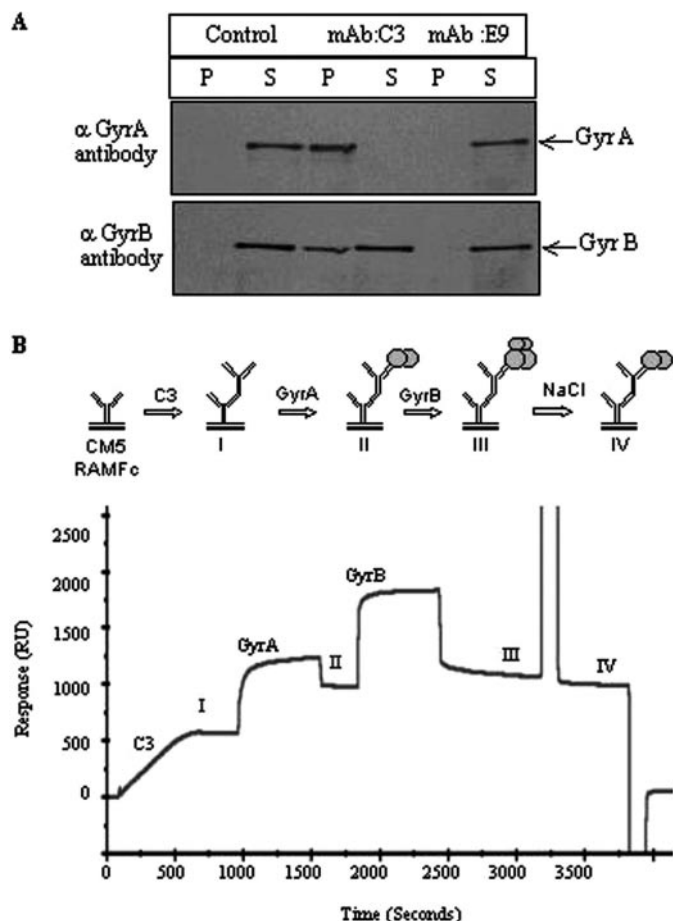 A
Control mAb:C3 mAb :E9
P S P S P S
α GyrA antibody
GyrA
α GyrB antibody
Gyr B
B
C3 GyrA GyrB NaCl
CM5 RAMFc
I II III IV
2500
2000
1500
1000
500
0
Response (RU)
C3
I
GyrA
II
GyrB
III
IV
0 500 1000 1500 2000 2500 3000 3500
Time (Seconds)